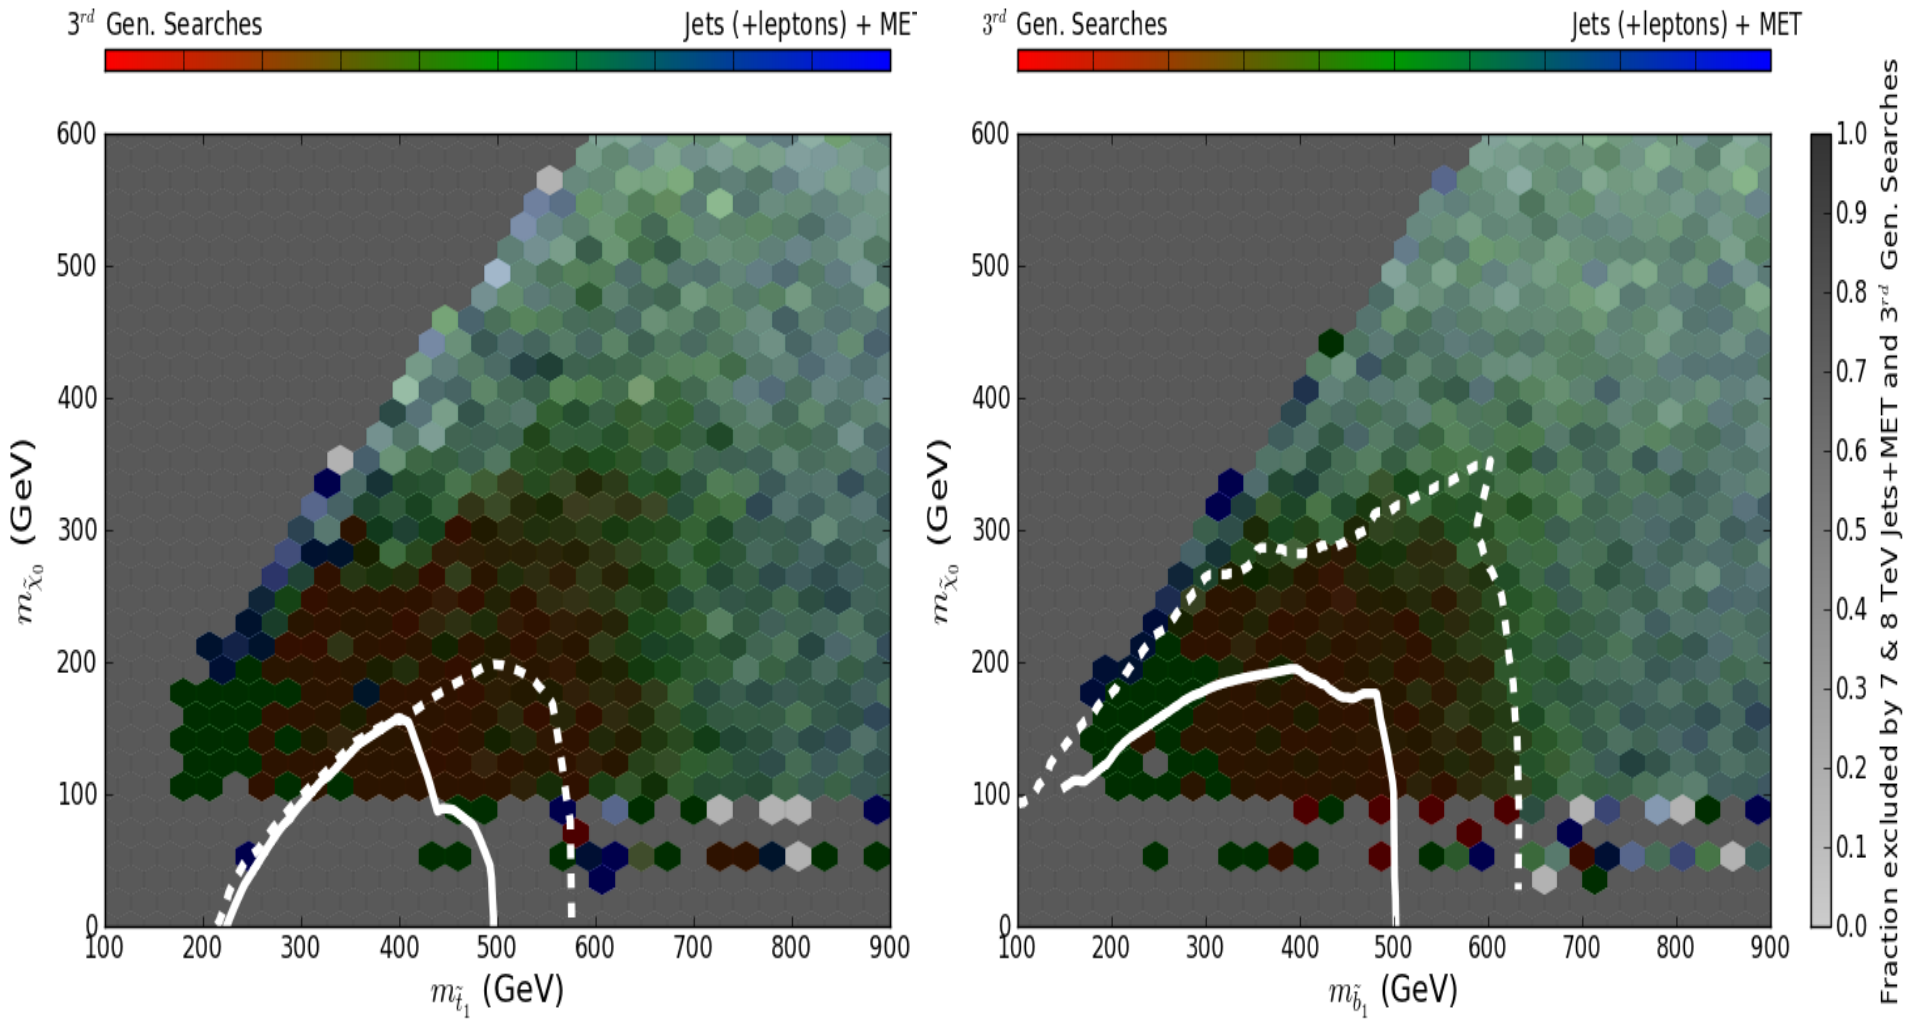 3rd Gen. Searches Jets (+leptons) + MET
600
500
400
300
200
100
0
m_χ̃0 (GeV)
100 200 300 400 500 600 700 800 900
m_t̃1 (GeV)
3rd Gen. Searches Jets (+leptons) + MET
600
500
400
300
200
100
0
m_χ̃0 (GeV)
100 200 300 400 500 600 700 800 900
m_b̃1 (GeV)
1.0
0.9
0.8
0.7
0.6
0.5
0.4
0.3
0.2
0.1
0.0
Fraction excluded by 7 & 8 TeV Jets+MET and 3rd Gen. Searches